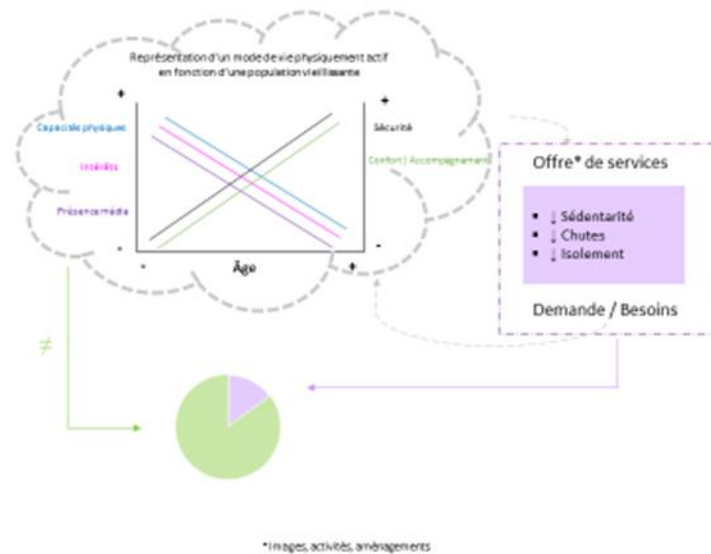 Représentation d'un mode de vie physiquement actif
en fonction d'une population vieillissante
+
+
Capacités physiques
Sécurité
Intérêts
Confort | Accompagnement
Présence média
-
-
-
Âge
+
Offre* de services
▪ ↓ Sédentarité
▪ ↓ Chutes
▪ ↓ Isolement
Demande / Besoins
≠
*Images, activités, aménagements